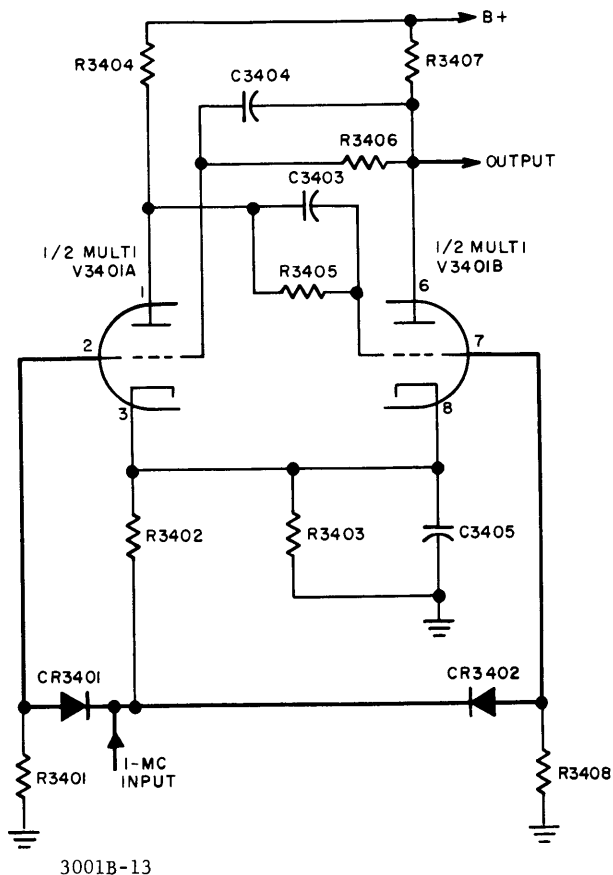 B+
R3404
R3407
C3404
R3406
OUTPUT
C3403
1/2 MULTI
V3401A
1/2 MULTI
V3401B
R3405
1
6
2
7
3
8
R3402
R3403
C3405
CR3401
CR3402
1-MC
INPUT
R3401
R3408
3001B-13